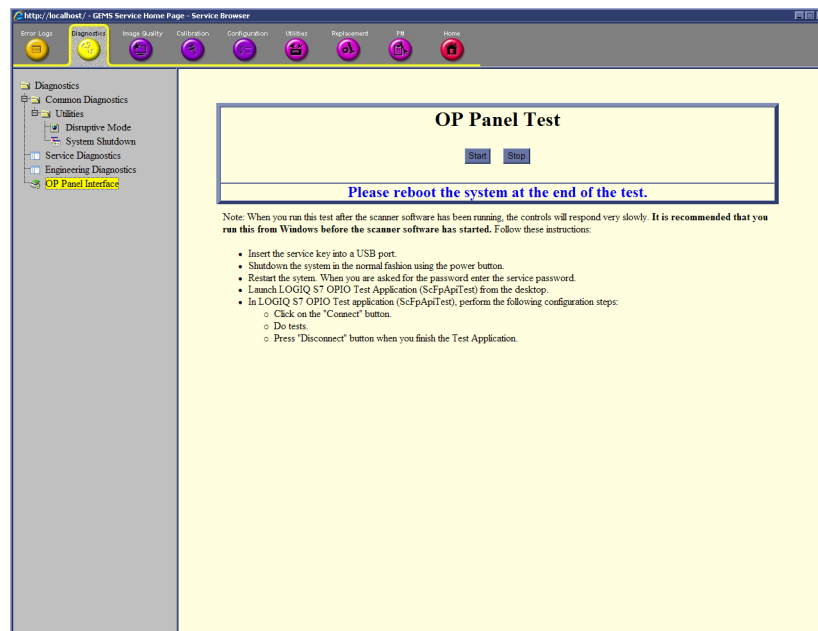 http://localhost/ - GEMS Service Home Page - Service Browser
Error Logs Diagnostics Image Quality Calibration Configuration Utilities Replacement PM Home
Diagnostics
Common Diagnostics
Utilities
Disruptive Mode
System Shutdown
Service Diagnostics
Engineering Diagnostics
OP Panel Interface
OP Panel Test
Start Stop
Please reboot the system at the end of the test.
Note: When you run this test after the scanner software has been running, the controls will respond very slowly. It is recommended that you
run this from Windows before the scanner software has started. Follow these instructions:
• Insert the service key into a USB port.
• Shutdown the system in the normal fashion using the power button.
• Restart the sytem. When you are asked for the password enter the service password.
• Launch LOGIQ S7 OPIO Test Application (ScFpApiTest) from the desktop.
• In LOGIQ S7 OPIO Test application (ScFpApiTest), perform the following configuration steps:
○ Click on the "Connect" button.
○ Do tests.
○ Press "Disconnect" button when you finish the Test Application.